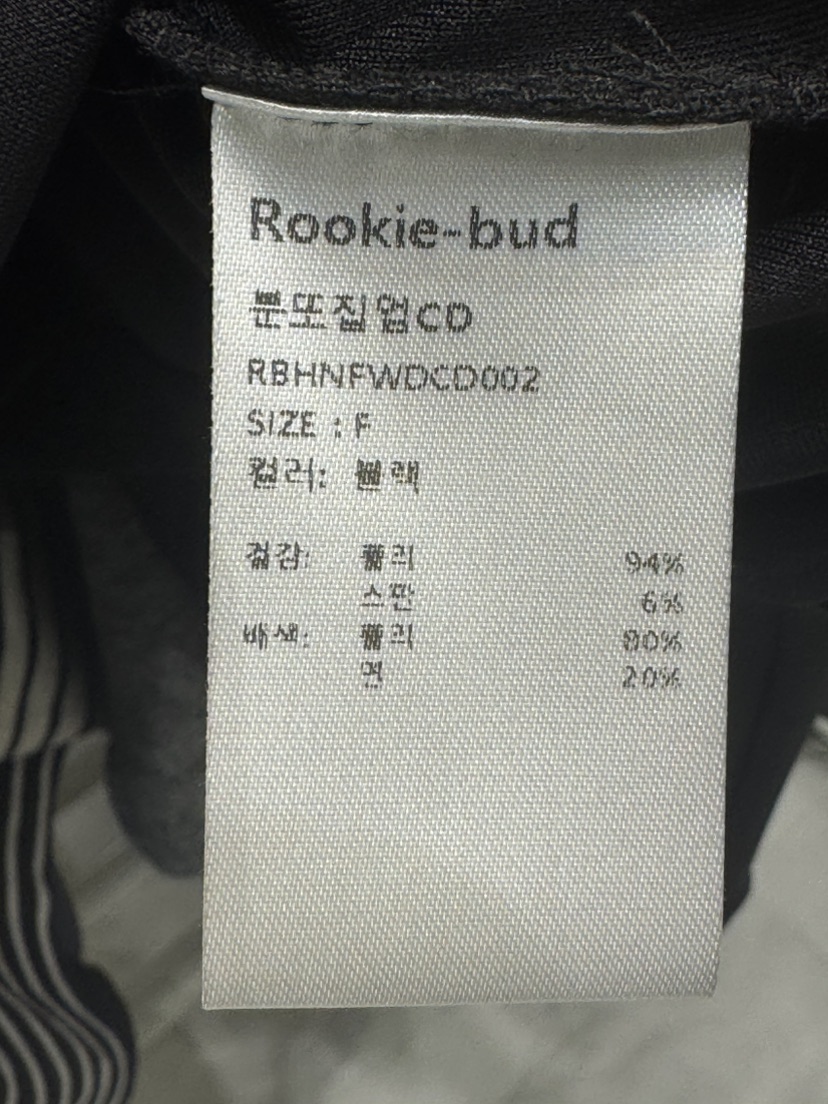 Rookie-bud
뿐또집업CD
RBHNFWDCD002
SIZE : F
컬러: 블랙
겉감: 폴리 94%
스판 6%
배색: 폴리 80%
면 20%